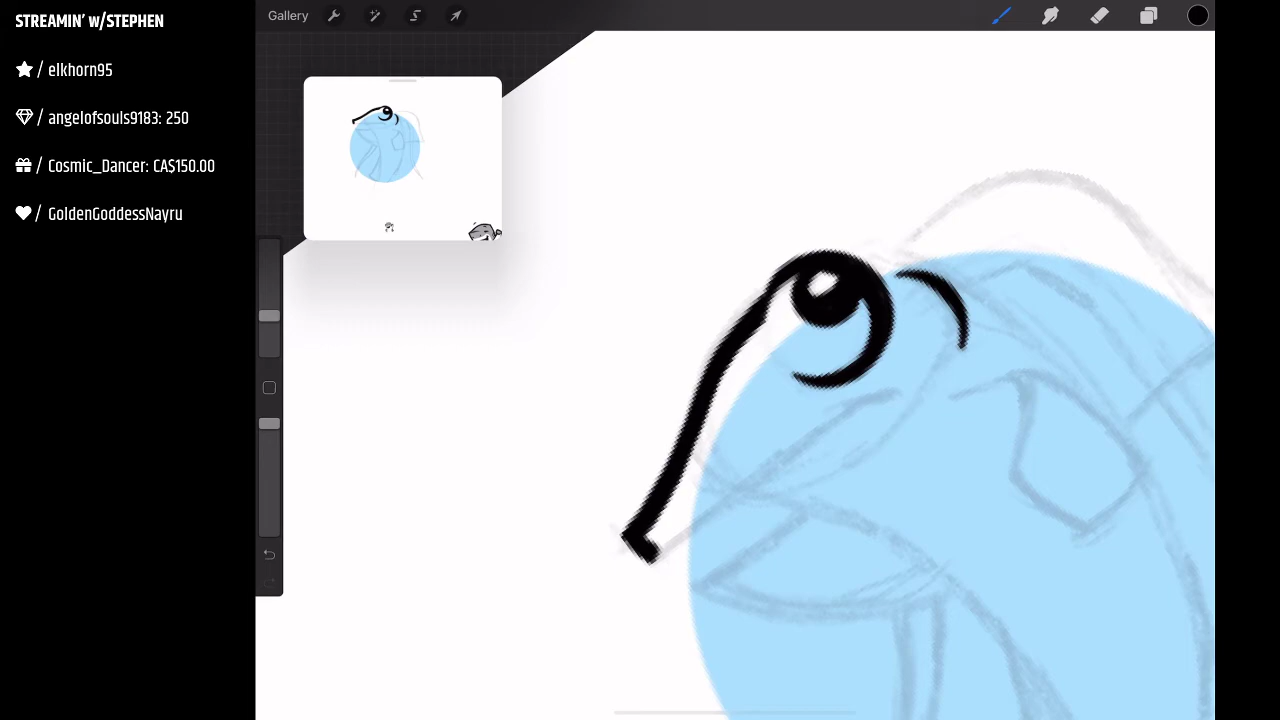 STREAMIN' w/STEPHEN
/ elkhorn95
/ angelofsouls9183: 250
/ Cosmic_Dancer: CA$150.00
/ GoldenGoddessNayru
Gallery